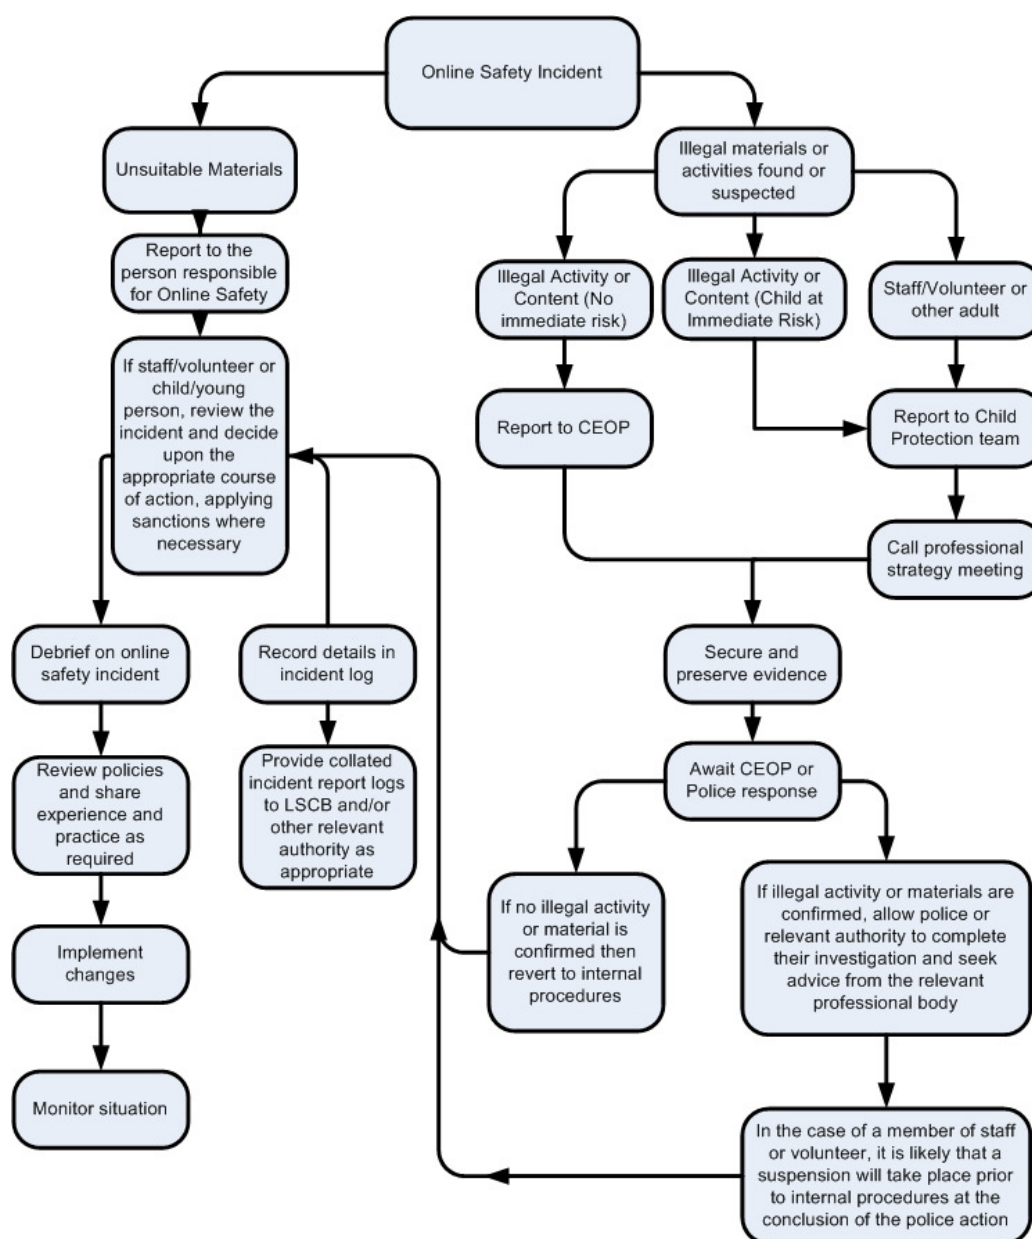 Online Safety Incident
Unsuitable Materials
Illegal materials or
activities found or
suspected
Report to the
person responsible
for Online Safety
Illegal Activity or
Content (No
immediate risk)
Illegal Activity or
Content (Child at
Immediate Risk)
Staff/Volunteer or
other adult
If staff/volunteer or
child/young
person, review the
incident and decide
upon the
appropriate course
of action, applying
sanctions where
necessary
Report to CEOP
Report to Child
Protection team
Call professional
strategy meeting
Debrief on online
safety incident
Record details in
incident log
Secure and
preserve evidence
Review policies
and share
experience and
practice as
required
Provide collated
incident report logs
to LSCB and/or
other relevant
authority as
appropriate
Await CEOP or
Police response
If no illegal activity
or material is
confirmed then
revert to internal
procedures
If illegal activity or materials are
confirmed, allow police or
relevant authority to complete
their investigation and seek
advice from the relevant
professional body
Implement
changes
Monitor situation
In the case of a member of staff
or volunteer, it is likely that a
suspension will take place prior
to internal procedures at the
conclusion of the police action